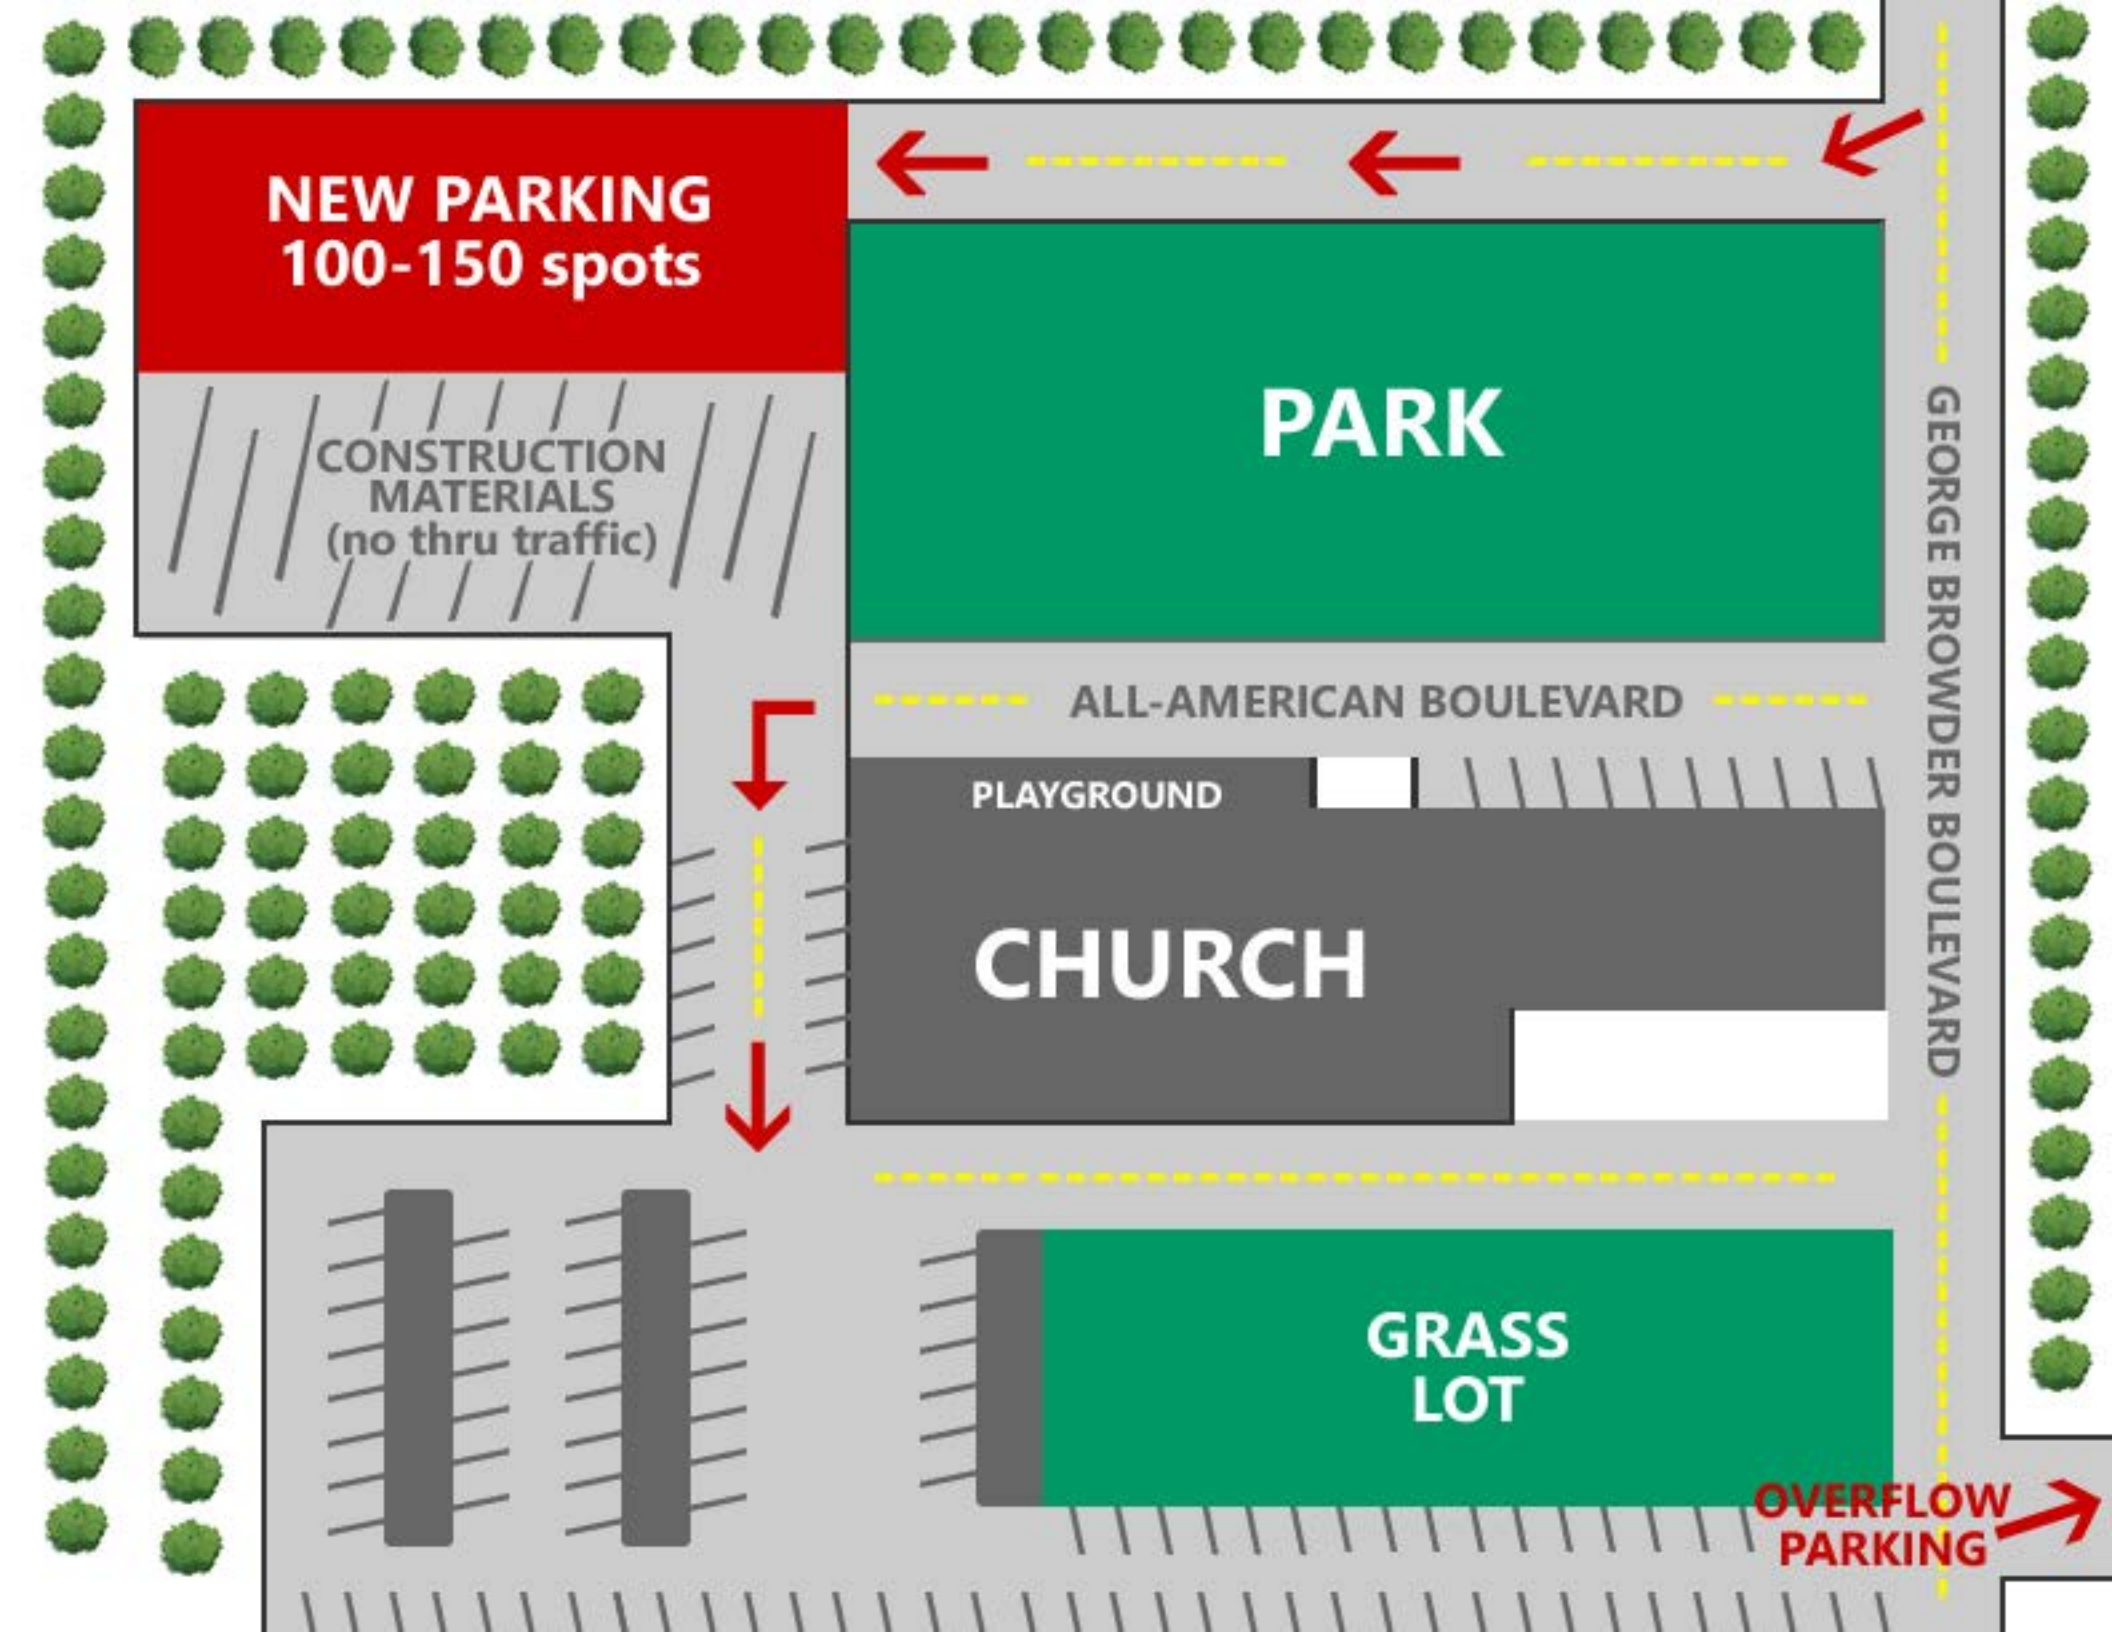 NEW PARKING
100-150 spots
CONSTRUCTION
MATERIALS
(no thru traffic)
PARK
GEORGE BROWDER BOULEVARD
ALL-AMERICAN BOULEVARD
PLAYGROUND
CHURCH
GRASS
LOT
OVERFLOW
PARKING